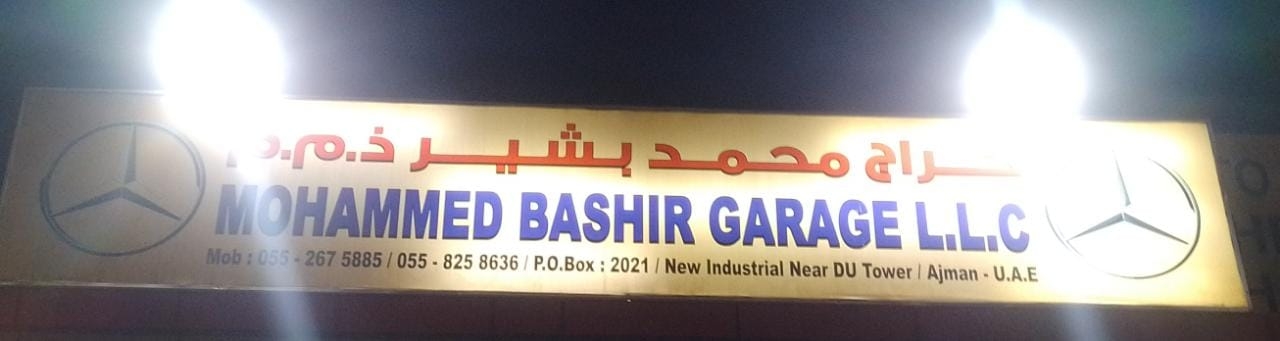 كراج محمد بشير ذ.م.م
MOHAMMED BASHIR GARAGE L.L.C
Mob : 055 - 267 5885 / 055 - 825 8636 / P.O.Box : 2021 / New Industrial Near DU Tower / Ajman - U.A.E